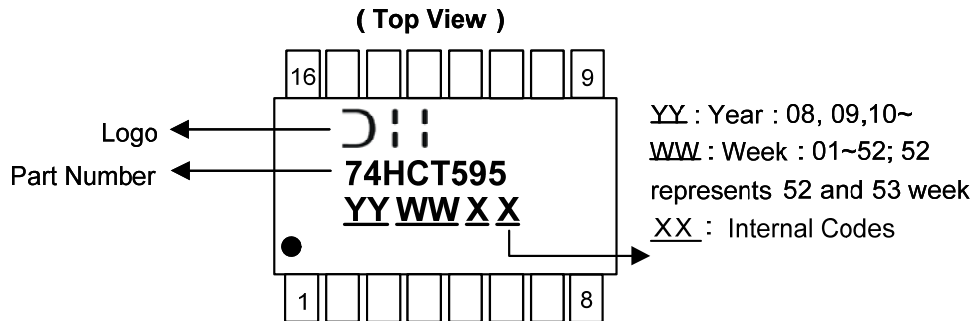 ( Top View )
16 9
Logo
Part Number
74HCT595
YY WW X X
1 8
YY : Year : 08, 09,10~
WW : Week : 01~52; 52
represents 52 and 53 week
XX : Internal Codes